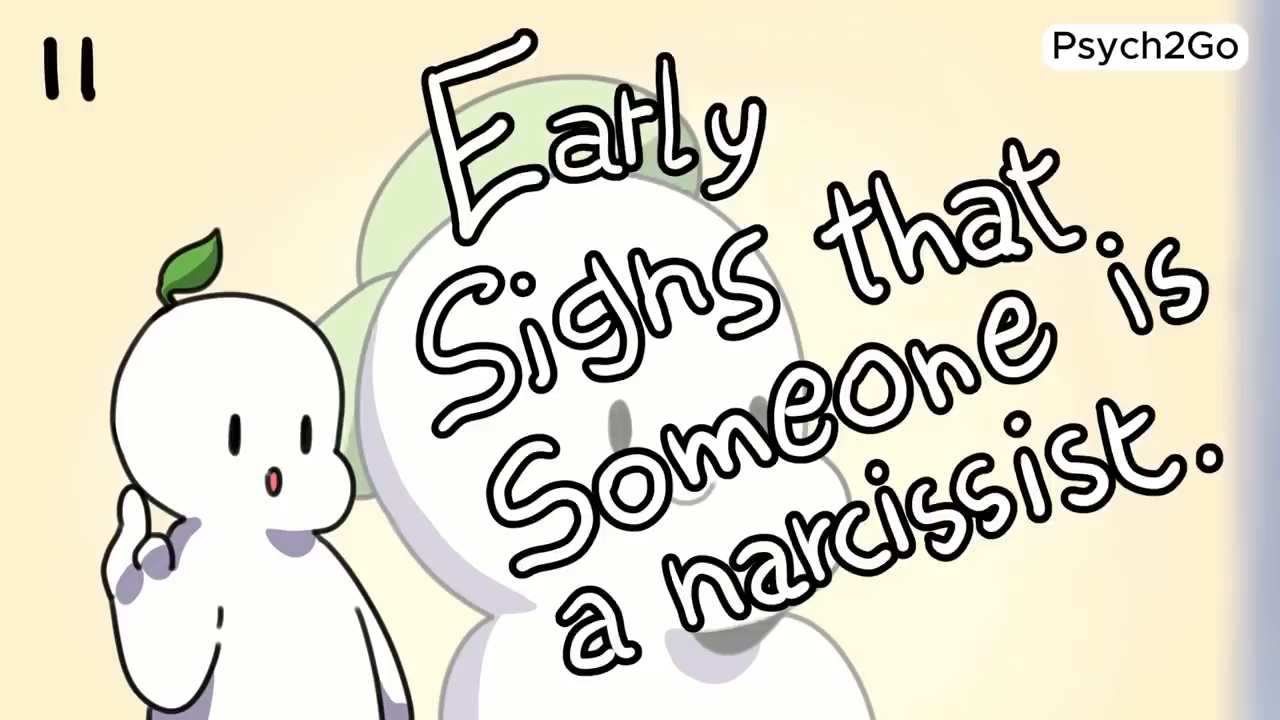 Psych2Go
11
Early
Signs that
Someone is
a narcissist.